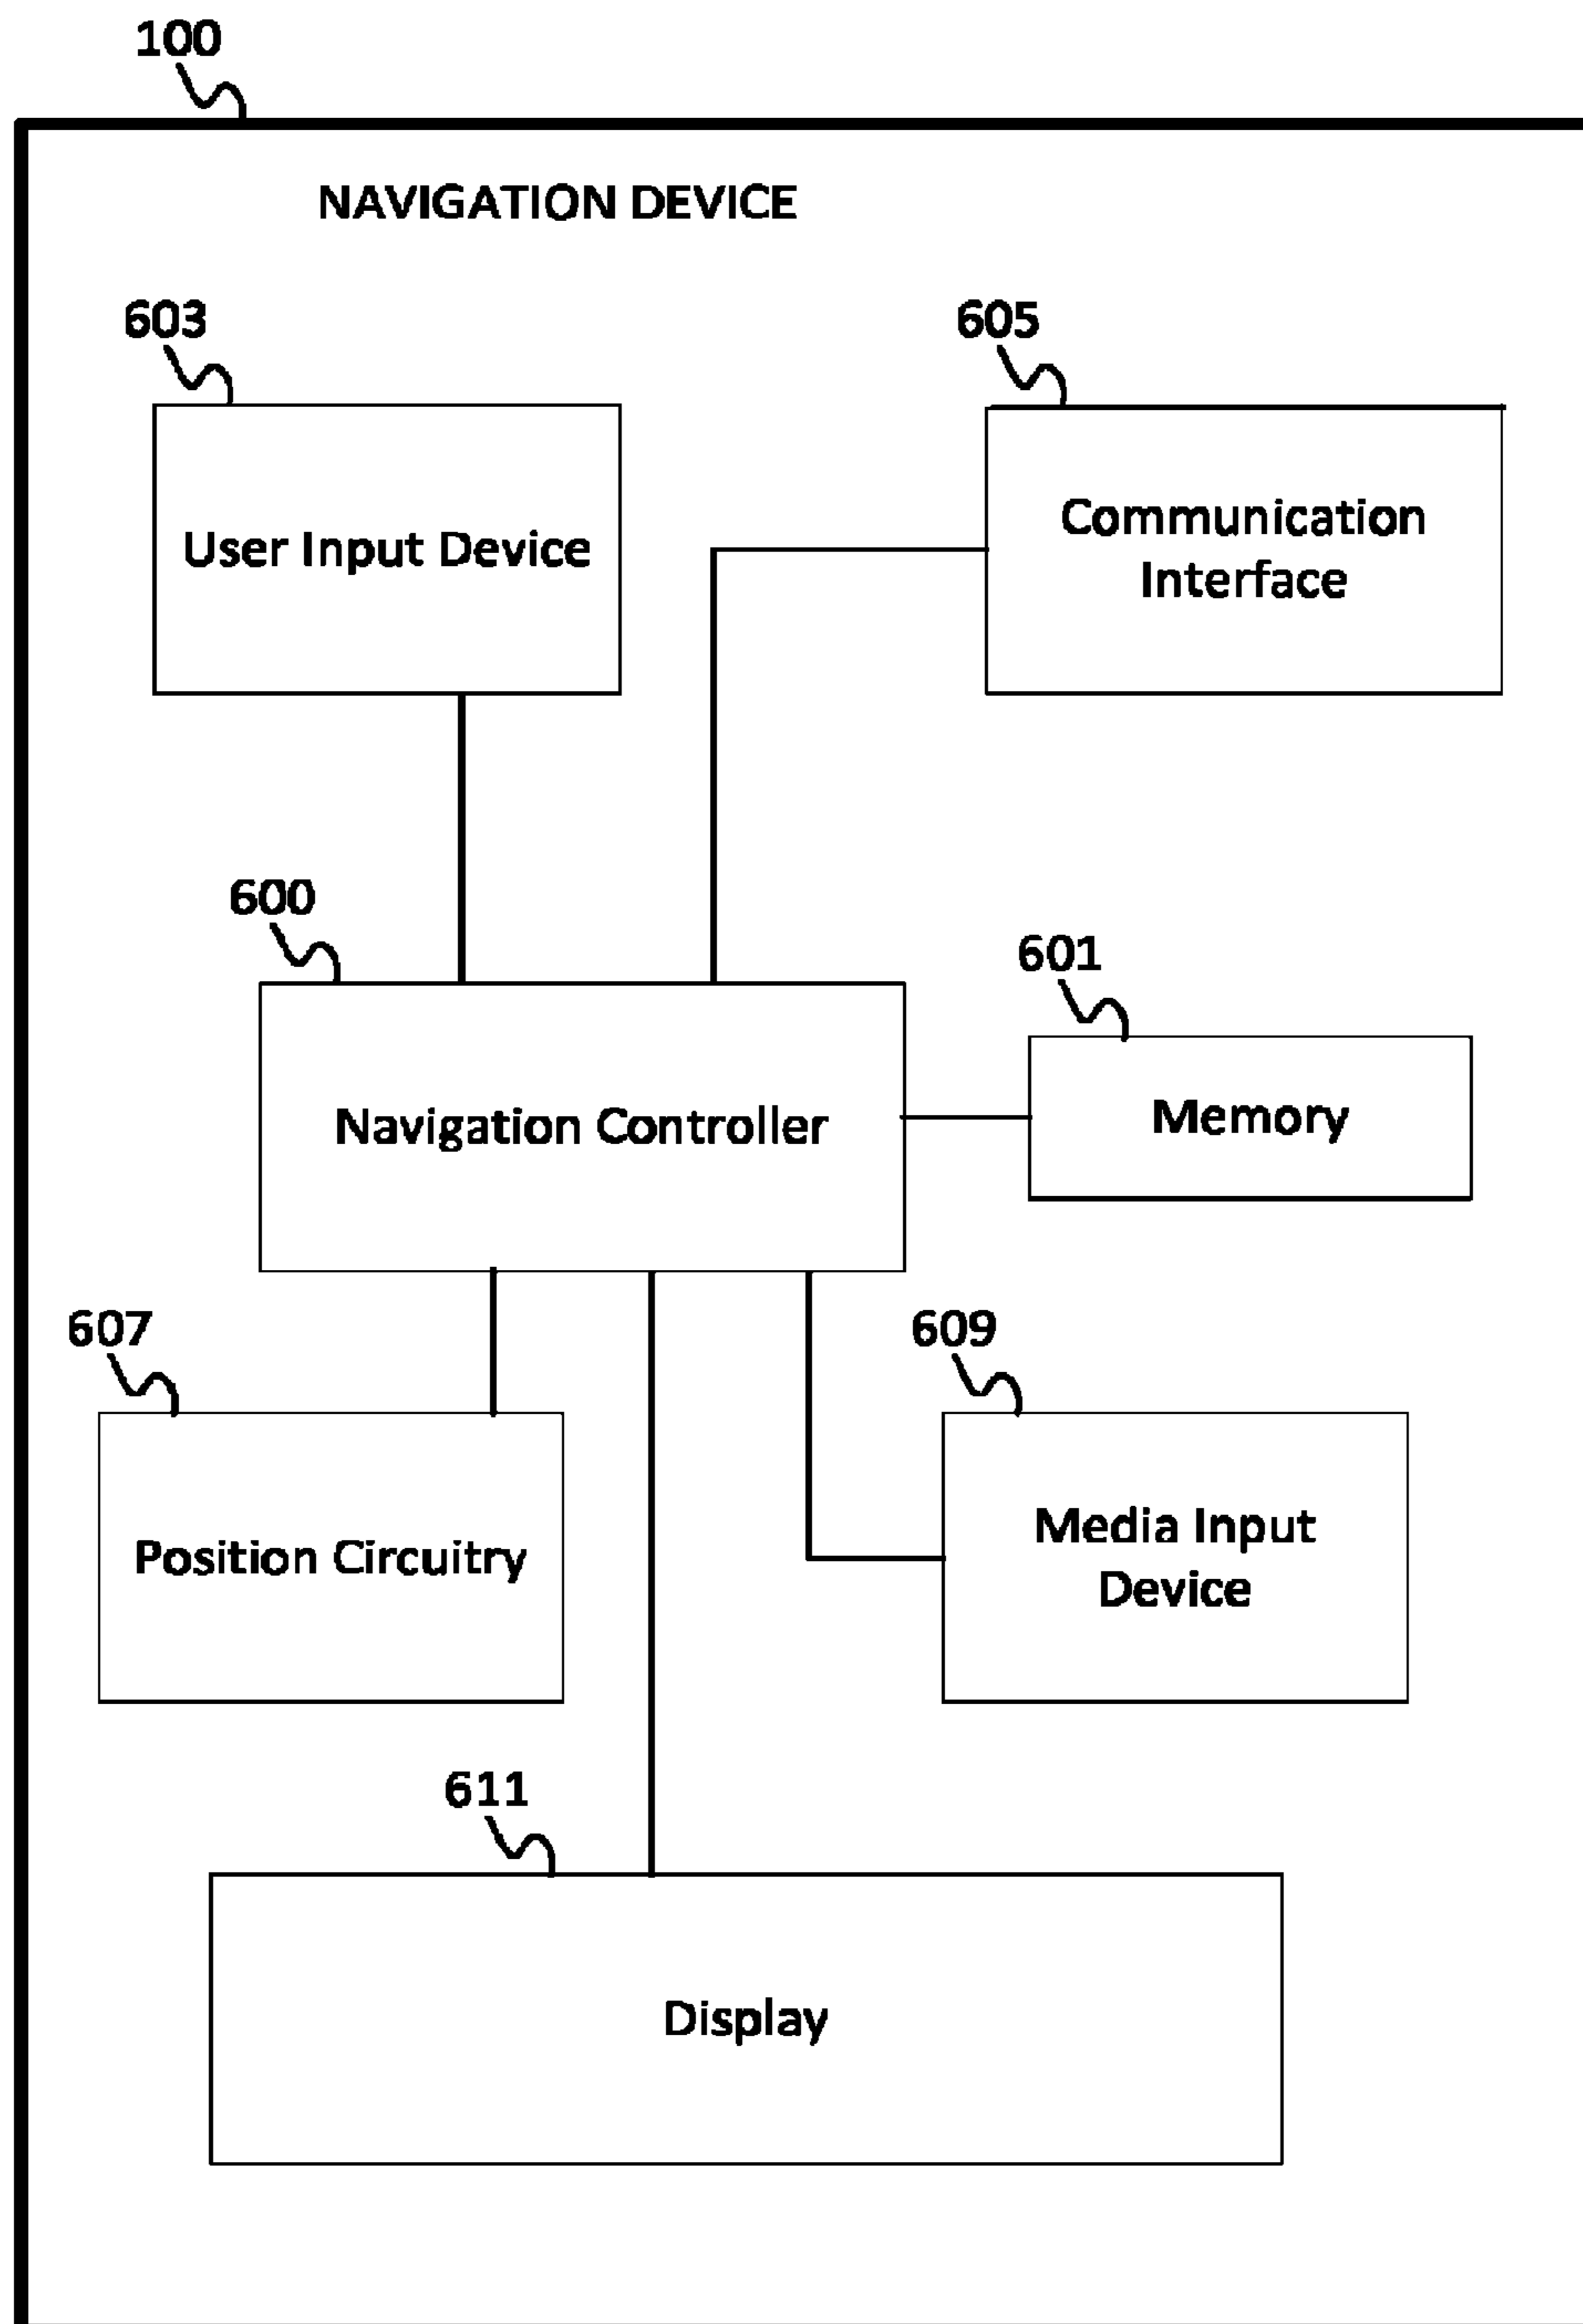 100
NAVIGATION DEVICE
603
605
User Input Device
Communication
Interface
600
601
Navigation Controller
Memory
607
609
Position Circuitry
Media Input
Device
611
Display